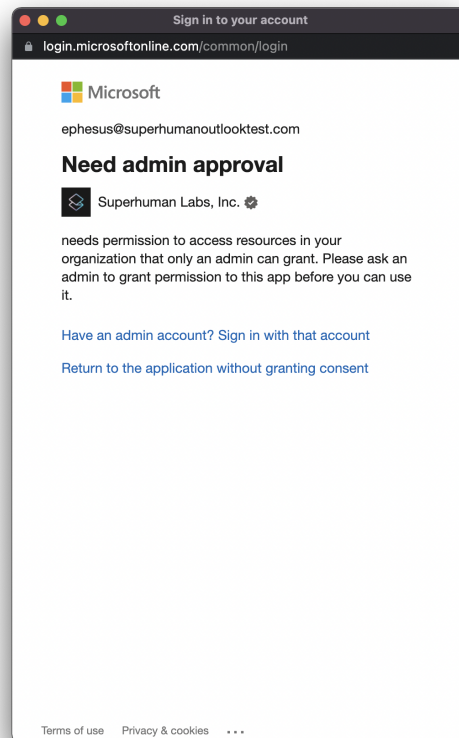 Sign in to your account
login.microsoftonline.com/common/login
Microsoft
ephesus@superhumanoutlooktest.com
Need admin approval
Superhuman Labs, Inc.
needs permission to access resources in your
organization that only an admin can grant. Please ask an
admin to grant permission to this app before you can use
it.
Have an admin account? Sign in with that account
Return to the application without granting consent
Terms of use Privacy & cookies ...